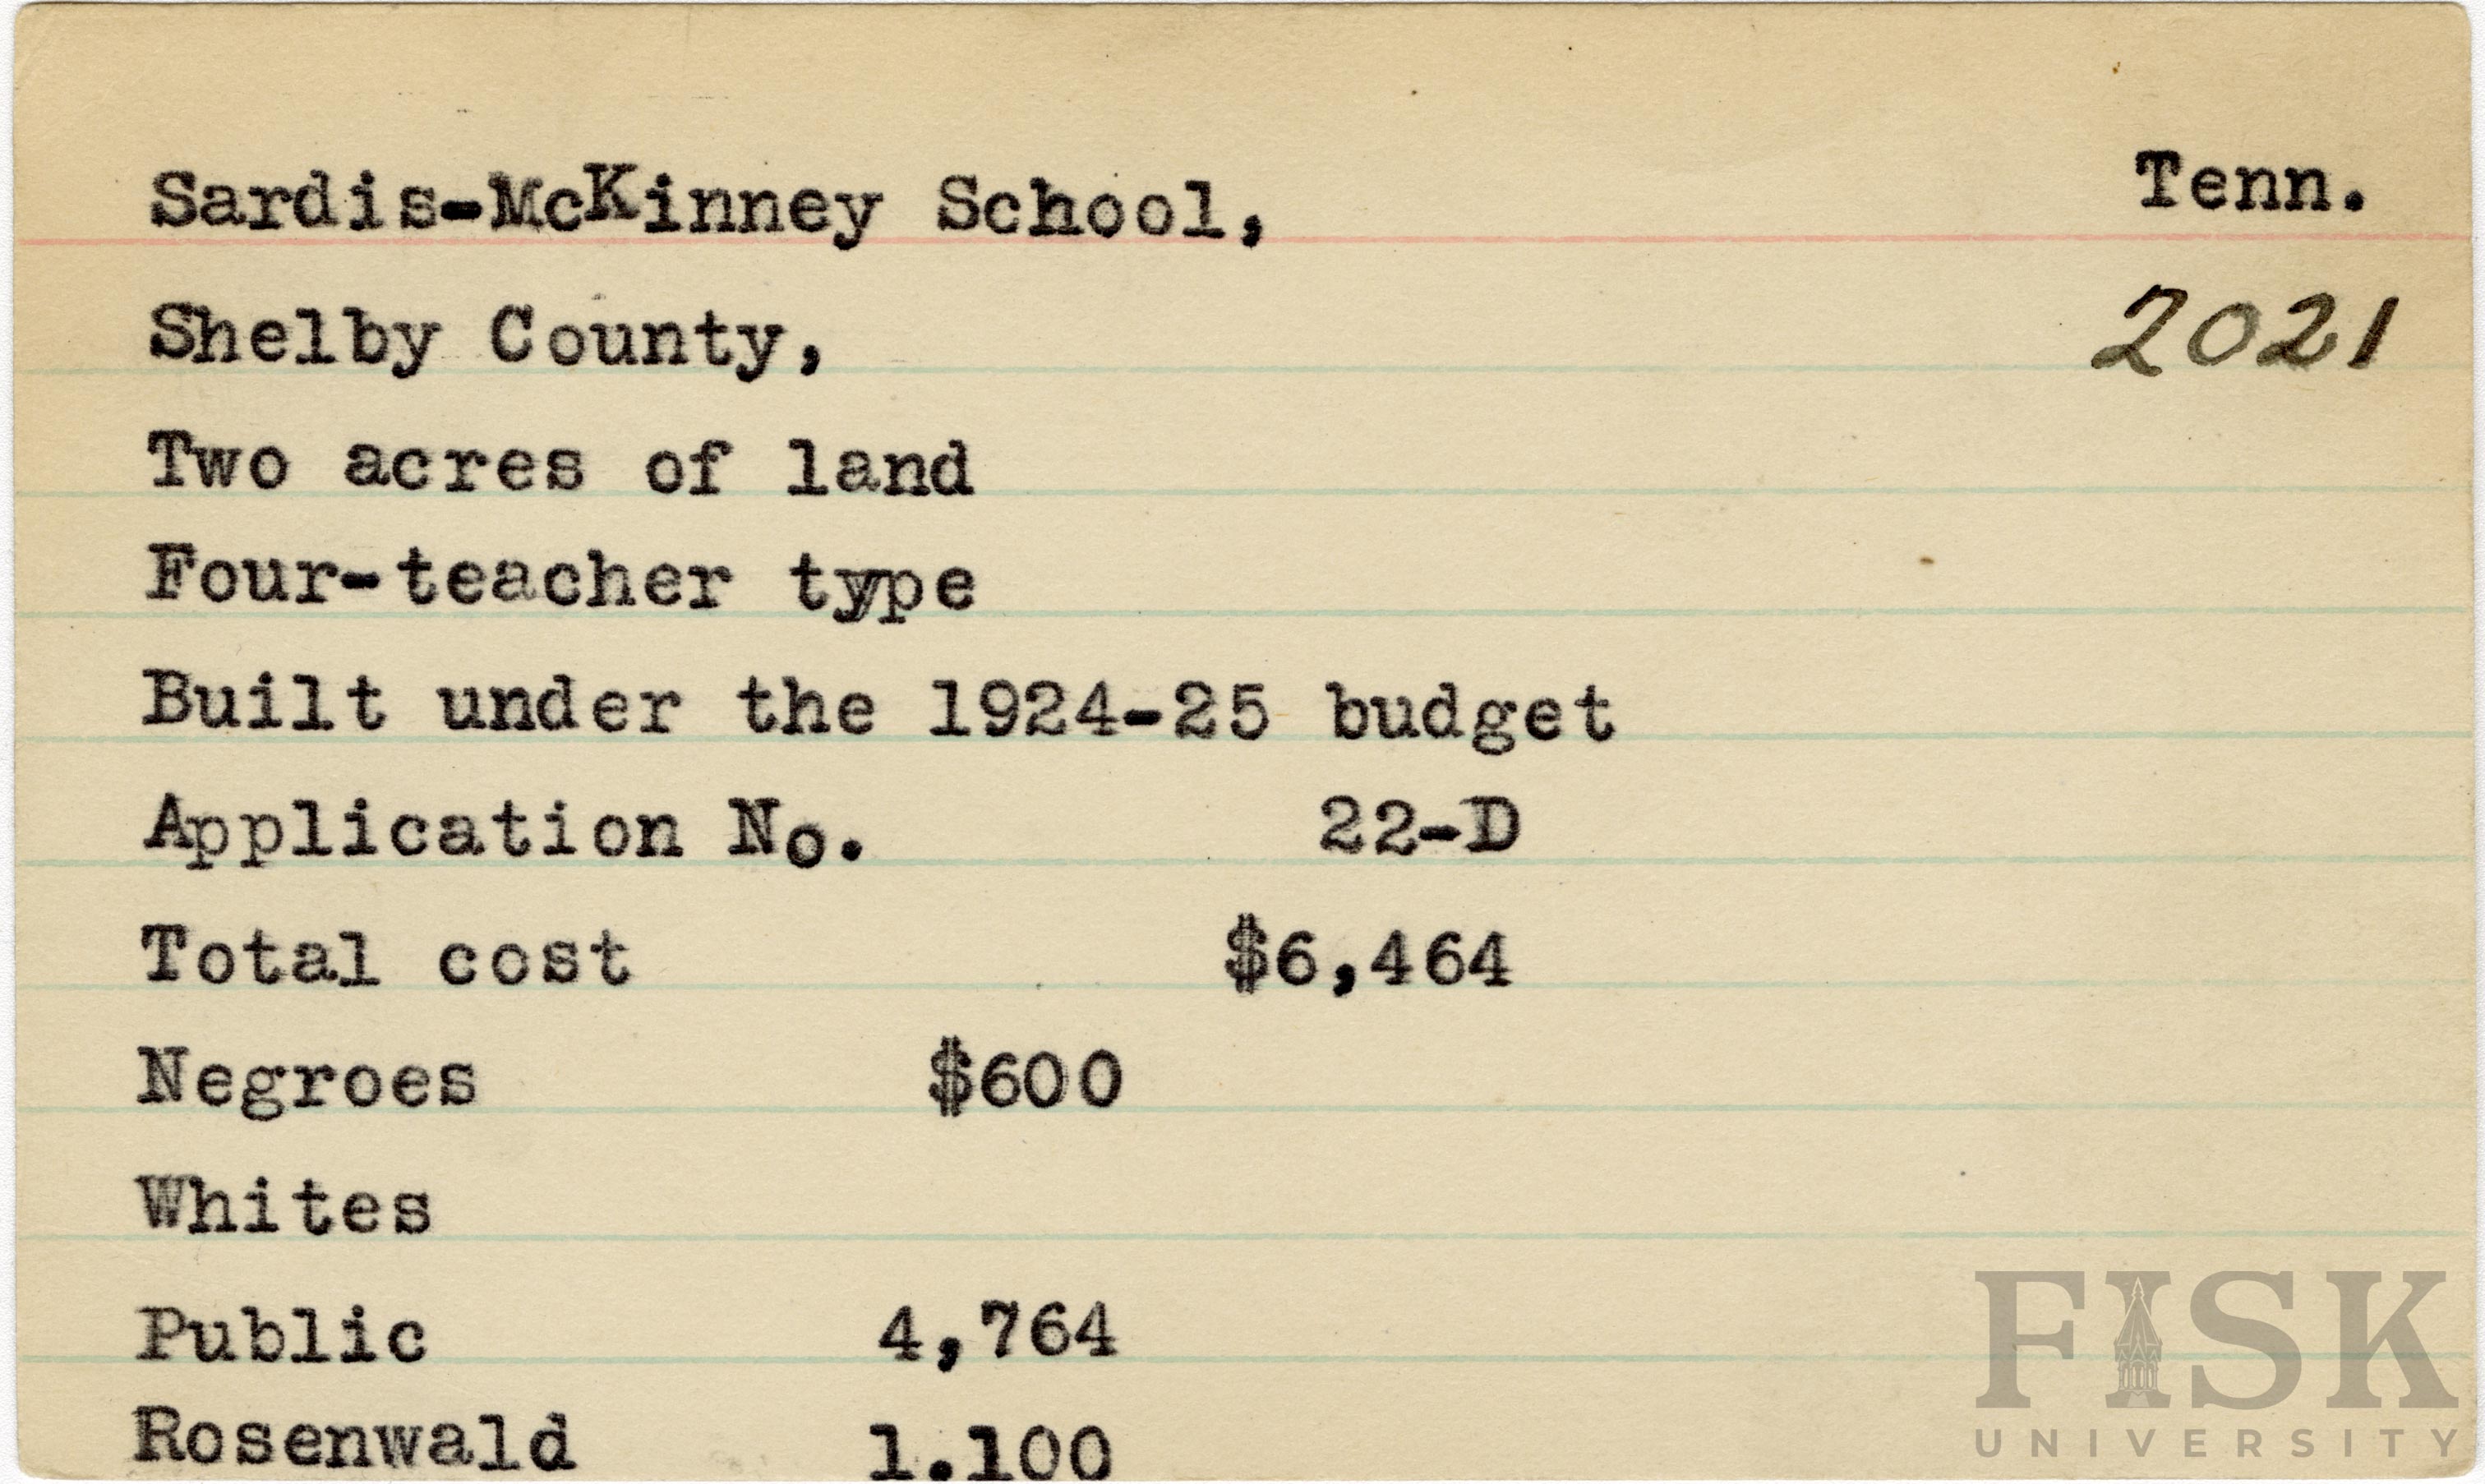 Sardis-McKinney School, Tenn.
Shelby County, 2021
Two acres of land
Four-teacher type
Built under the 1924-25 budget
Application No. 22-D
Total cost $6,464
Negroes $600
Whites
Public 4,764
Rosenwald 1.100
FISK
UNIVERSITY